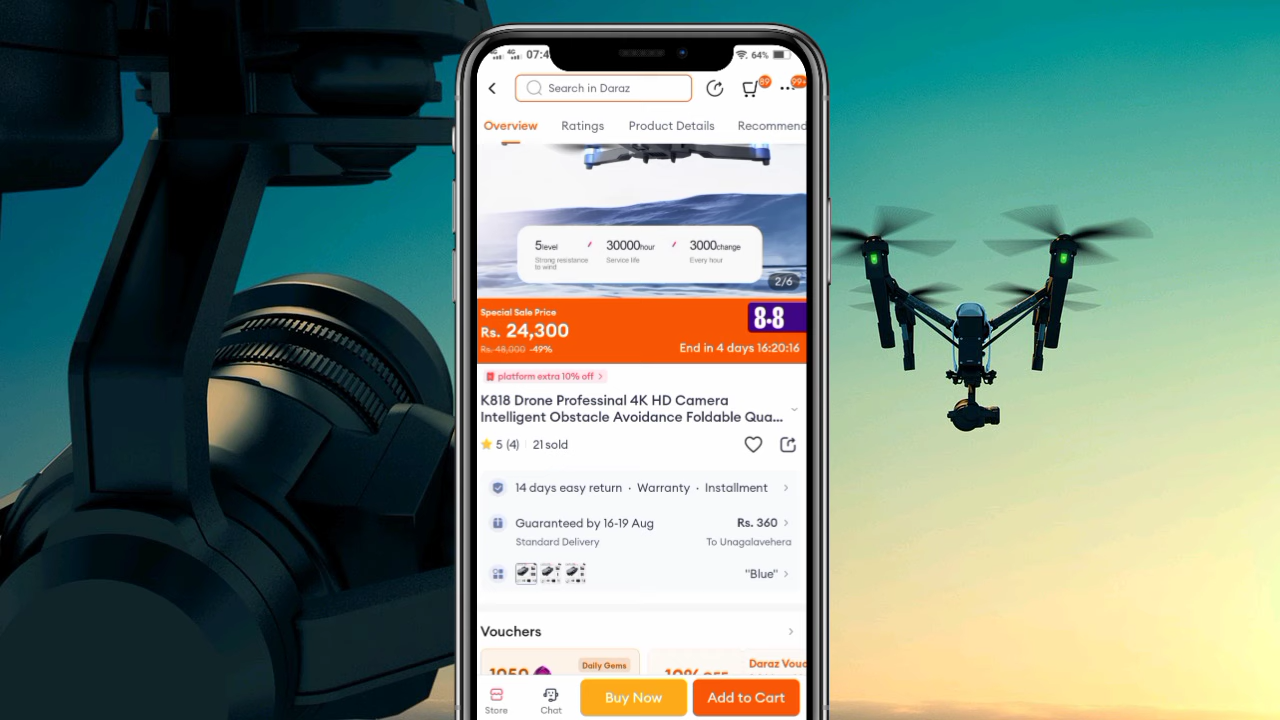 4G 4G 07:4
64%
Search in Daraz
89
99+
Overview Ratings Product Details Recommend
5level 30000hour 3000change
Strong resistance to wind Service life Every hour
2/6
Special Sale Price
Rs. 24,300
8.8
Rs. 48,000 -49%
End in 4 days 16:20:16
platform extra 10% off >
K818 Drone Professinal 4K HD Camera
Intelligent Obstacle Avoidance Foldable Qua...
5 (4) 21 sold
14 days easy return · Warranty · Installment
Guaranteed by 16-19 Aug Rs. 360
Standard Delivery To Unagalavehera
"Blue"
Vouchers
1050 Daily Gems
10% OFF Daraz Vou
Store Chat Buy Now Add to Cart